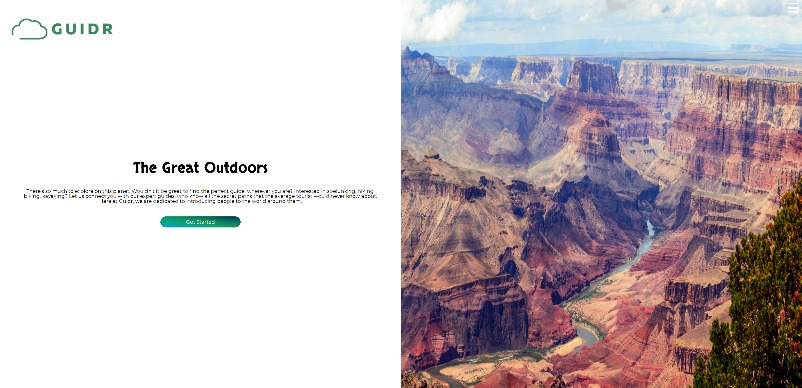 GUIDR
The Great Outdoors
There's so much to explore on this planet. Wouldn't it be great to find the perfect guide, wherever you are? Interested in spelunking, hiking,
biking, kayaking? Let us connect you with our expert guides who know all the secret paths that the average tourist would never know about.
Here at Guidr, we are dedicated to introducing people to the world around them.
Get Started